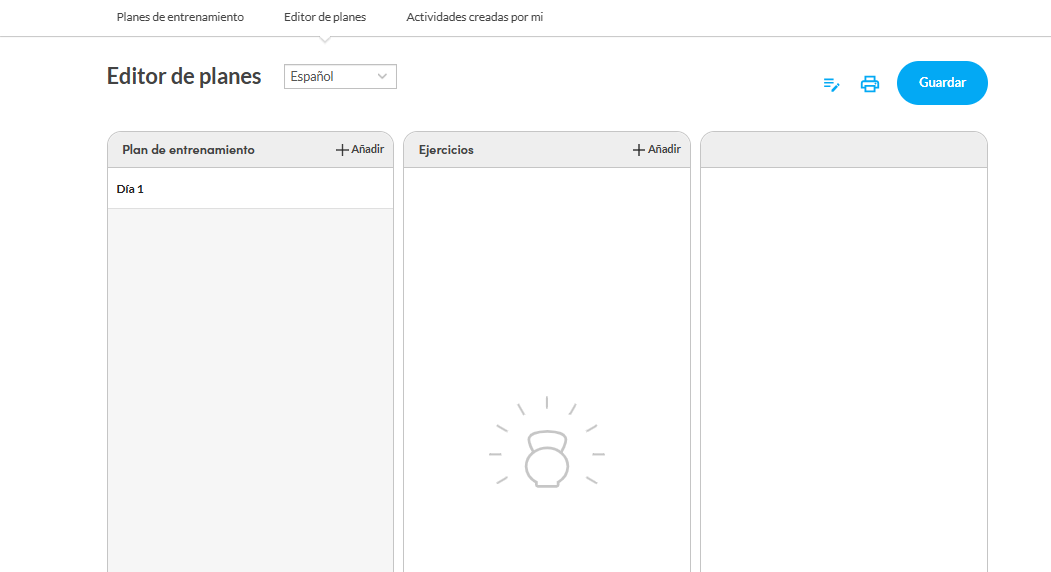 Planes de entrenamiento Editor de planes Actividades creadas por mi
Editor de planes Español Guardar
Plan de entrenamiento Añadir Ejercicios Añadir
Día 1